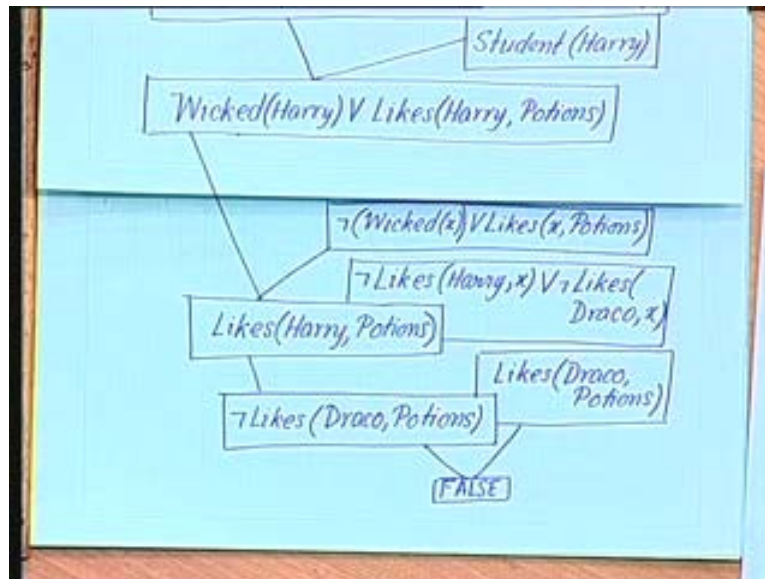 Student (Harry)
Wicked(Harry) V Likes(Harry, Potions)
¬(Wicked(x)) V Likes(x, Potions)
¬Likes(Harry,x) V ¬Likes(
Draco, x)
Likes(Harry, Potions)
Likes(Draco,
Potions)
¬Likes (Draco, Potions)
FALSE